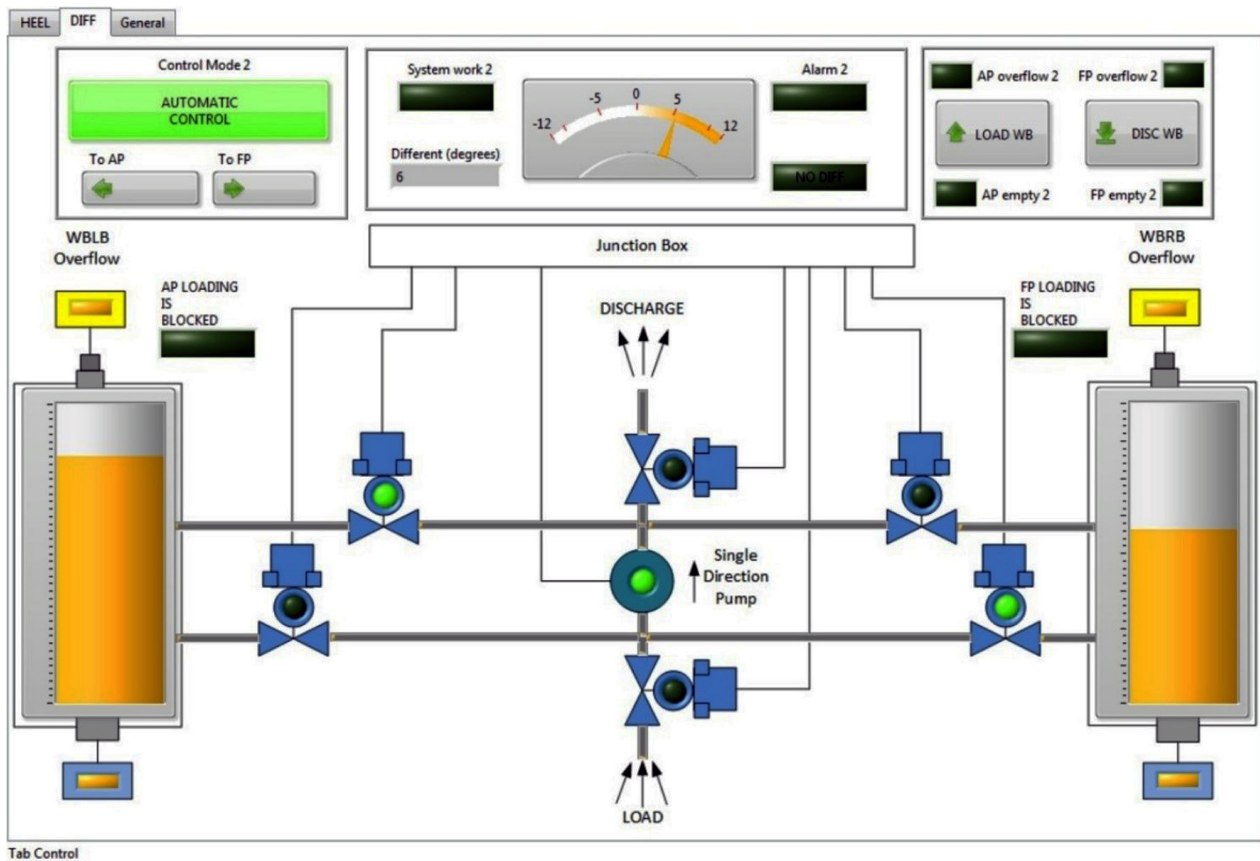 HEEL
DIFF
General
Control Mode 2
AUTOMATIC
CONTROL
To AP
To FP
System work 2
Alarm 2
-12
-5
0
5
12
Different (degrees)
6
NO DIFF
AP overflow 2
FP overflow 2
LOAD WB
DISC WB
AP empty 2
FP empty 2
WBLB
Overflow
Junction Box
WBRB
Overflow
AP LOADING
IS
BLOCKED
DISCHARGE
FP LOADING
IS
BLOCKED
Single
Direction
Pump
LOAD
Tab Control